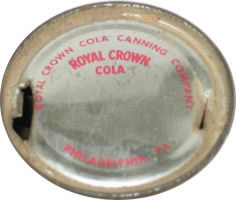 ROYAL CROWN COLA CANNING COMPANY
ROYAL CROWN
COLA
PHILADELPHIA, PA.